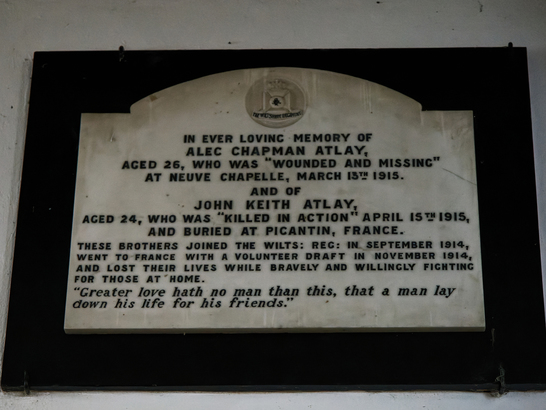 THE WILTSHIRE REGIMENT
IN EVER LOVING MEMORY OF
ALEC CHAPMAN ATLAY,
AGED 26, WHO WAS "WOUNDED AND MISSING"
AT NEUVE CHAPELLE, MARCH 13TH 1915.
AND OF
JOHN KEITH ATLAY,
AGED 24, WHO WAS "KILLED IN ACTION" APRIL 15TH 1915,
AND BURIED AT PICANTIN, FRANCE.
THESE BROTHERS JOINED THE WILTS: REG: IN SEPTEMBER 1914,
WENT TO FRANCE WITH A VOLUNTEER DRAFT IN NOVEMBER 1914,
AND LOST THEIR LIVES WHILE BRAVELY AND WILLINGLY FIGHTING
FOR THOSE AT HOME.
"Greater love hath no man than this, that a man lay
down his life for his friends."